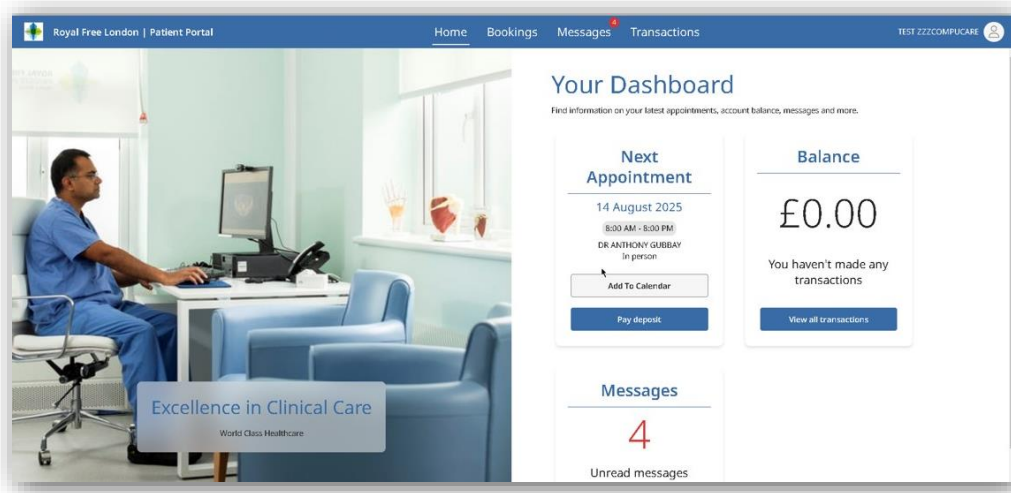 Royal Free London | Patient Portal
Home Bookings Messages 4 Transactions
TEST ZZZCOMPUCARE
Excellence in Clinical Care
World Class Healthcare
Your Dashboard
Find information on your latest appointments, account balance, messages and more.
Next
Appointment
14 August 2025
8:00 AM - 8:00 PM
DR ANTHONY GUBBAY
In person
Add To Calendar
Pay deposit
Balance
£0.00
You haven't made any
transactions
View all transactions
Messages
4
Unread messages